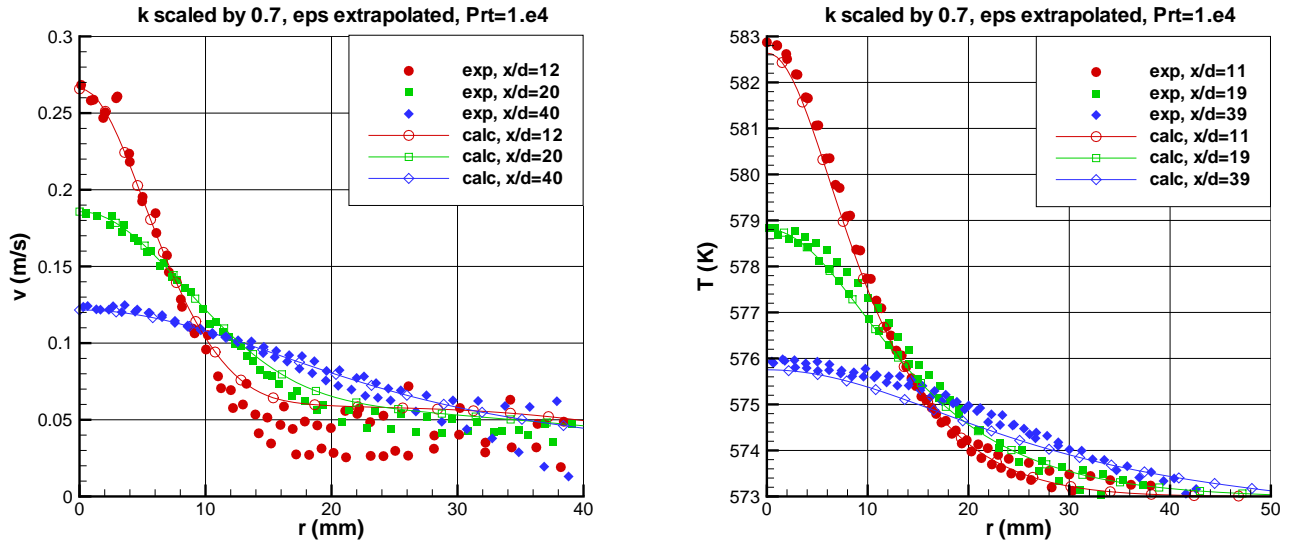 k scaled by 0.7, eps extrapolated, Prt=1.e4
0.3
0.25
0.2
0.15
0.1
0.05
0
v (m/s)
exp, x/d=12
exp, x/d=20
exp, x/d=40
calc, x/d=12
calc, x/d=20
calc, x/d=40
0 10 20 30 40
r (mm)
k scaled by 0.7, eps extrapolated, Prt=1.e4
583
582
581
580
579
578
577
576
575
574
573
T (K)
exp, x/d=11
exp, x/d=19
exp, x/d=39
calc, x/d=11
calc, x/d=19
calc, x/d=39
0 10 20 30 40 50
r (mm)